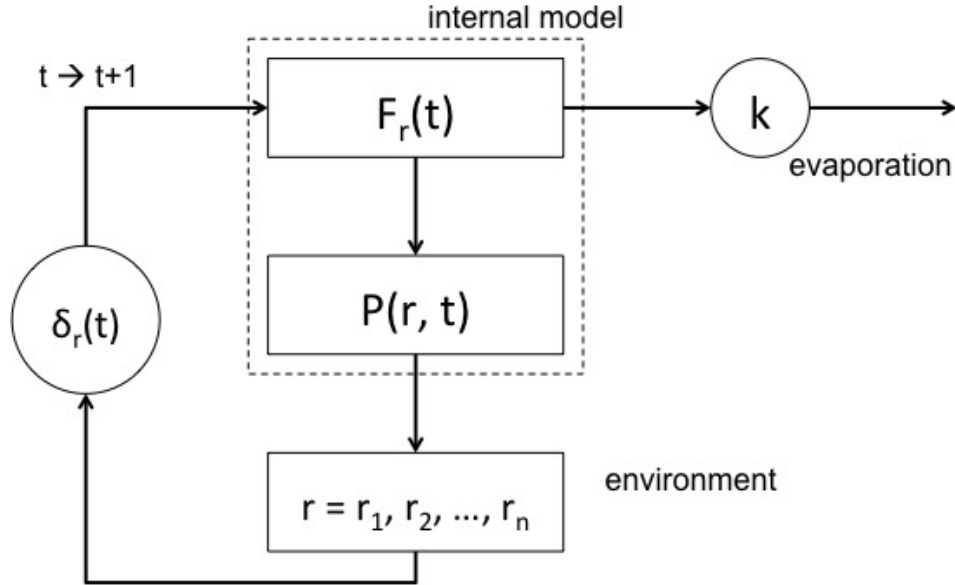 internal model
t → t+1
Fᵣ(t)
k
evaporation
δᵣ(t)
P(r, t)
environment
r = r₁, r₂, ..., rₙ